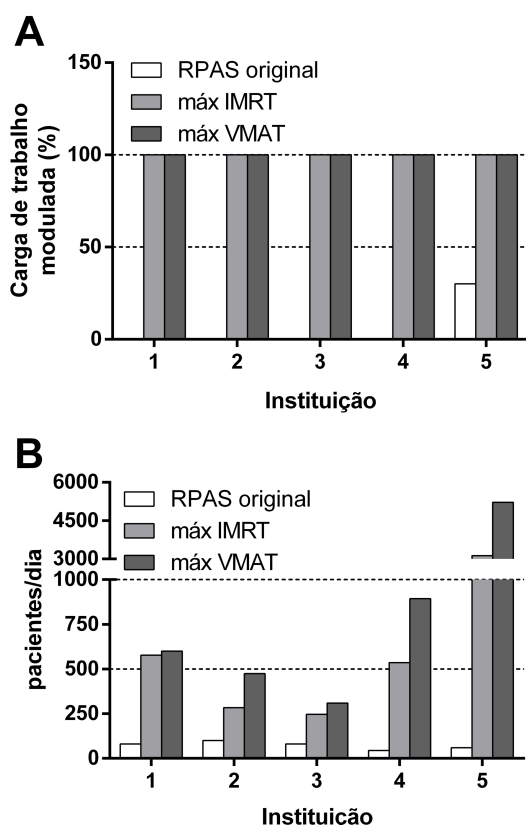 A
150
100
50
0
Carga de trabalho
modulada (%)
RPAS original
máx IMRT
máx VMAT
1 2 3 4 5
Instituição
B
6000
4500
3000
1000
750
500
250
0
pacientes/dia
RPAS original
máx IMRT
máx VMAT
1 2 3 4 5
Instituição